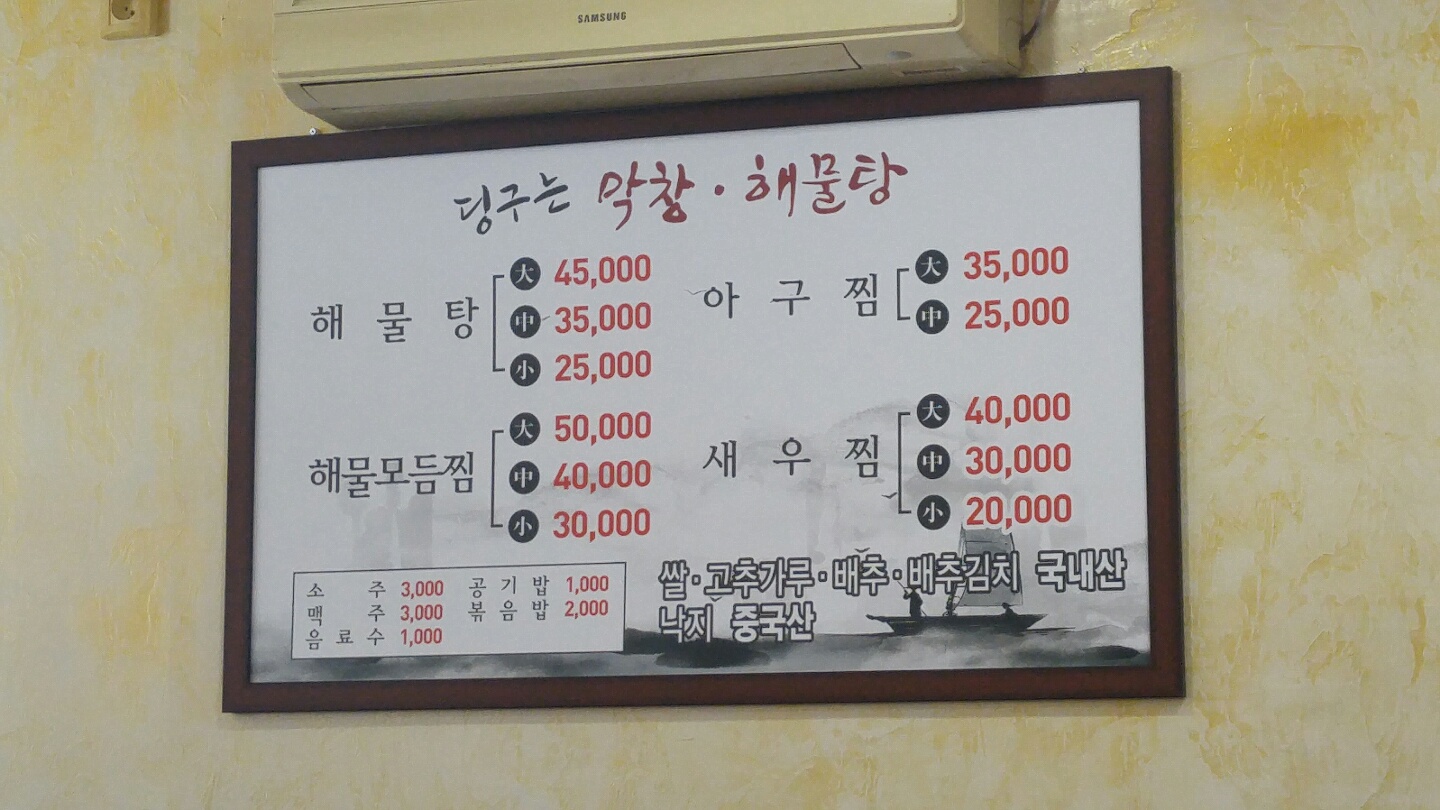 SAMSUNG
딩구는 막창·해물탕
해물탕
大 45,000
中 35,000
小 25,000
아구찜
大 35,000
中 25,000
해물모듬찜
大 50,000
中 40,000
小 30,000
새우찜
大 40,000
中 30,000
小 20,000
소주 3,000 공기밥 1,000
맥주 3,000 볶음밥 2,000
음료수 1,000
쌀·고추가루·배추·배추김치 국내산
낙지 중국산